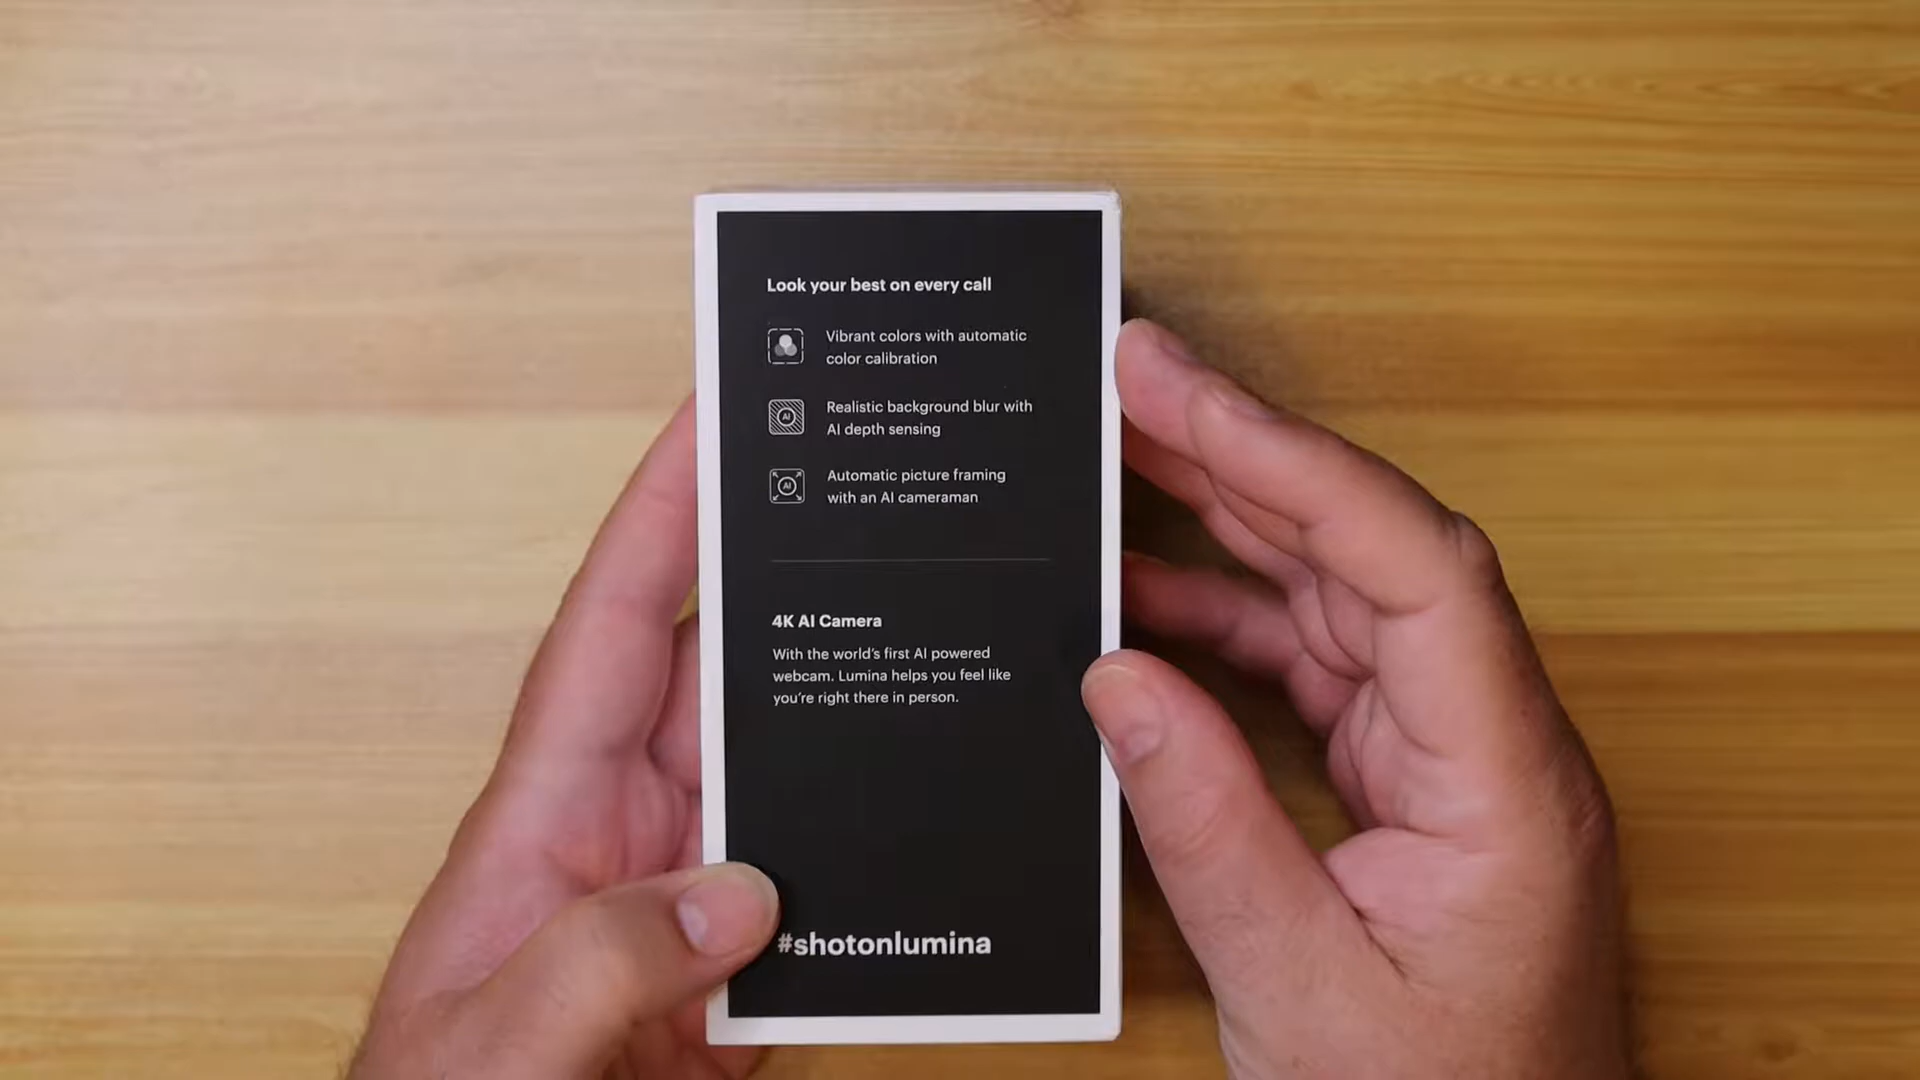 Look your best on every call
Vibrant colors with automatic
color calibration
AI
Realistic background blur with
AI depth sensing
AI
Automatic picture framing
with an AI cameraman
4K AI Camera
With the world's first AI powered
webcam. Lumina helps you feel like
you're right there in person.
#shotonlumina